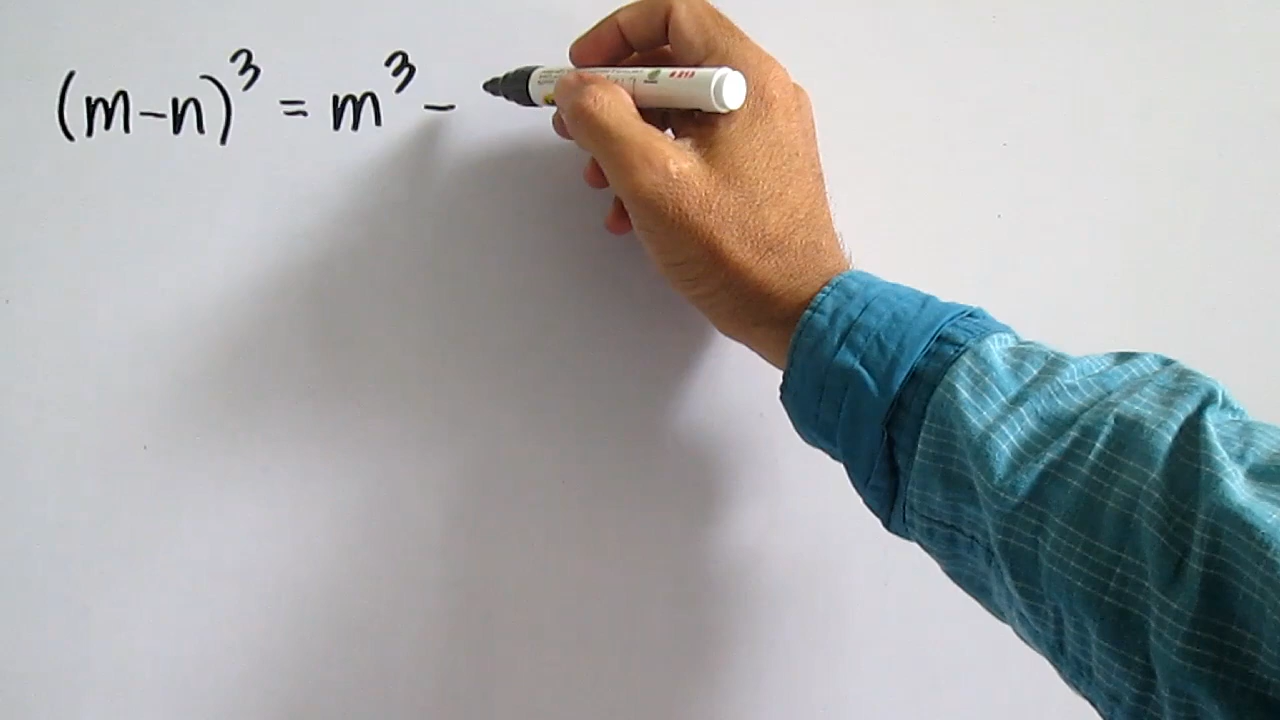 (m-n)³ = m³ -